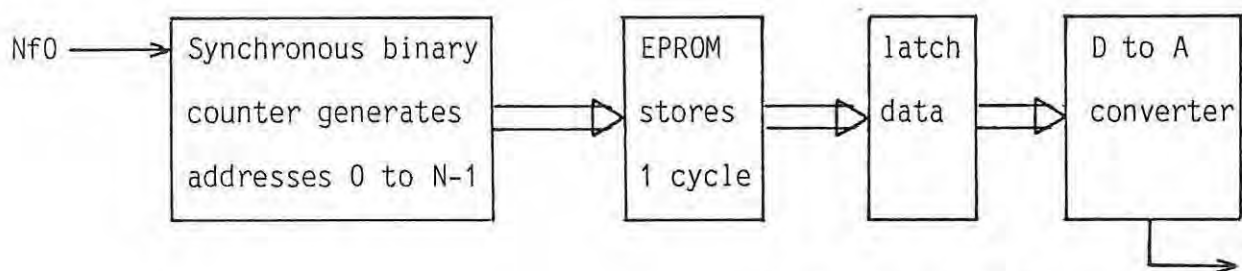 Nf0
Synchronous binary
counter generates
addresses 0 to N-1
EPROM
stores
1 cycle
latch
data
D to A
converter